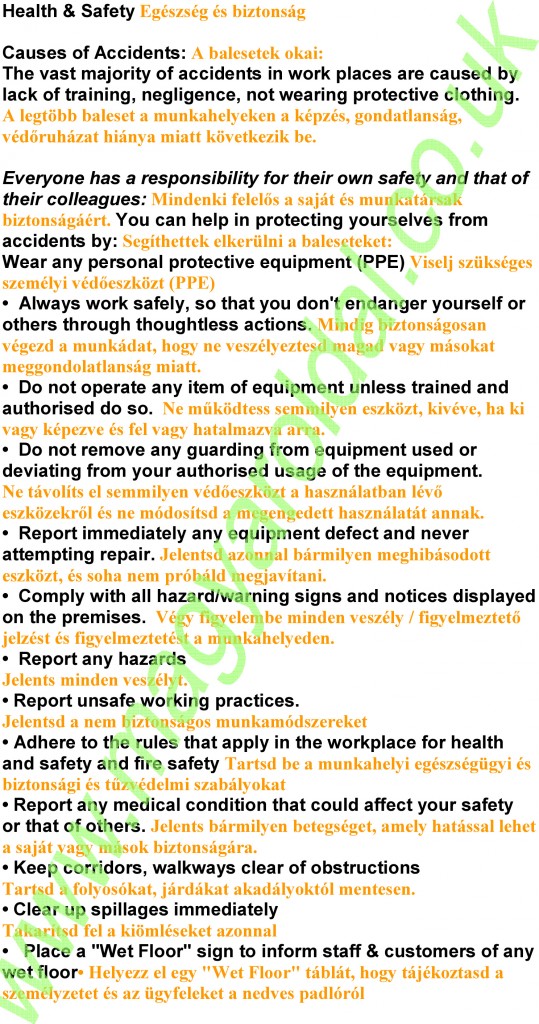 Health & Safety Egészség és biztonság
Causes of Accidents: A balesetek okai:
The vast majority of accidents in work places are caused by
lack of training, negligence, not wearing protective clothing.
A legtöbb baleset a munkahelyeken a képzés, gondatlanság,
védőruházat hiánya miatt következik be.
Everyone has a responsibility for their own safety and that of
their colleagues: Mindenki felelős a saját és munkatársak
biztonságáért. You can help in protecting yourselves from
accidents by: Segíthettek elkerülni a baleseteket:
Wear any personal protective equipment (PPE) Viselj szükséges
személyi védőeszközt (PPE)
• Always work safely, so that you don't endanger yourself or
others through thoughtless actions. Mindig biztonságosan
végezd a munkádat, hogy ne veszélyeztesd magad vagy másokat
meggondolatlanság miatt.
• Do not operate any item of equipment unless trained and
authorised do so. Ne működtess semmilyen eszközt, kivéve, ha ki
vagy képezve és fel vagy hatalmazva arra.
• Do not remove any guarding from equipment used or
deviating from your authorised usage of the equipment.
Ne távolíts el semmilyen védőeszközt a használatban lévő
eszközekről és ne módosítsd a megengedett használatát annak.
• Report immediately any equipment defect and never
attempting repair. Jelentsd azonnal bármilyen meghibásodott
eszközt, és soha nem próbáld megjavítani.
• Comply with all hazard/warning signs and notices displayed
on the premises. Végy figyelembe minden veszély / figyelmeztető
jelzést és figyelmeztetést a munkahelyeden.
• Report any hazards
Jelents minden veszélyt.
• Report unsafe working practices.
Jelentsd a nem biztonságos munkamódszereket
• Adhere to the rules that apply in the workplace for health
and safety and fire safety Tartsd be a munkahelyi egészségügyi és
biztonsági és tűzvédelmi szabályokat
• Report any medical condition that could affect your safety
or that of others. Jelents bármilyen betegséget, amely hatással lehet
a saját vagy mások biztonságára.
• Keep corridors, walkways clear of obstructions
Tartsd a folyosókat, járdákat akadályoktól mentesen.
• Clear up spillages immediately
Takarítsd fel a kiömléseket azonnal
• Place a "Wet Floor" sign to inform staff & customers of any
wet floor• Helyezz el egy "Wet Floor" táblát, hogy tájékoztasd a
személyzetet és az ügyfeleket a nedves padlóról
www.magyaroldal.co.uk